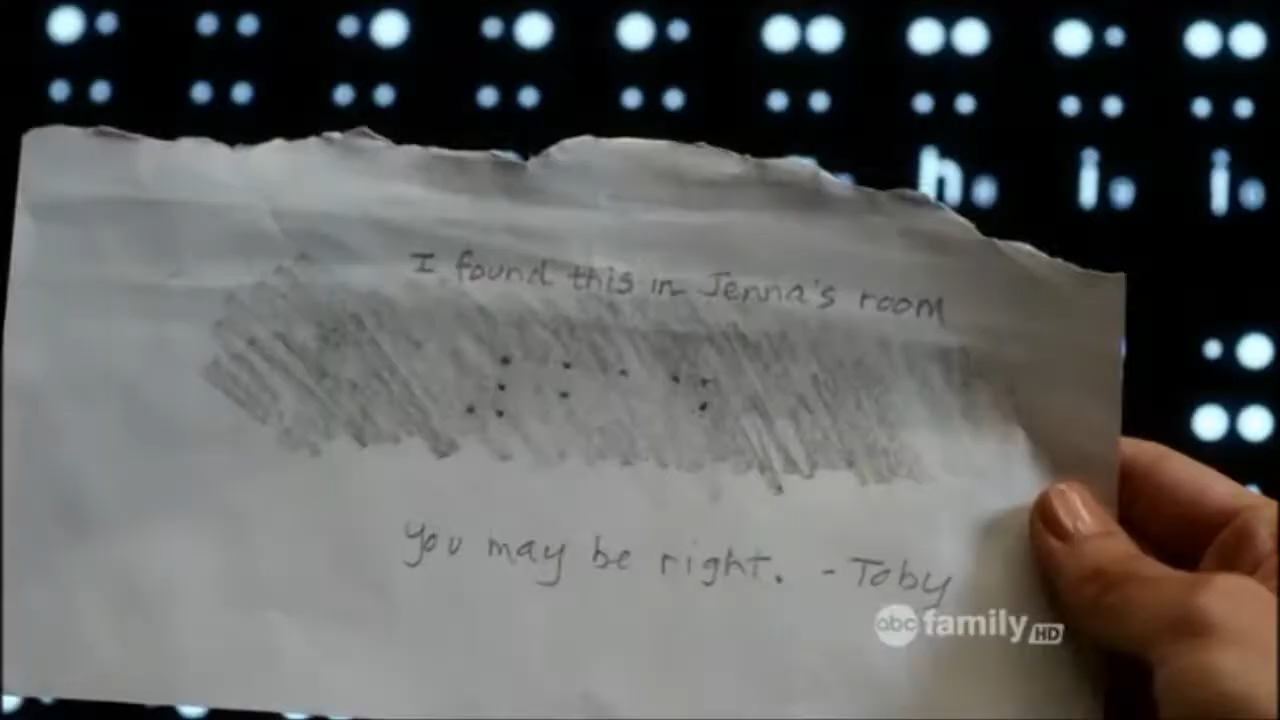 h i j
I found this in Jenna's room
you may be right. - Toby
abc family HD